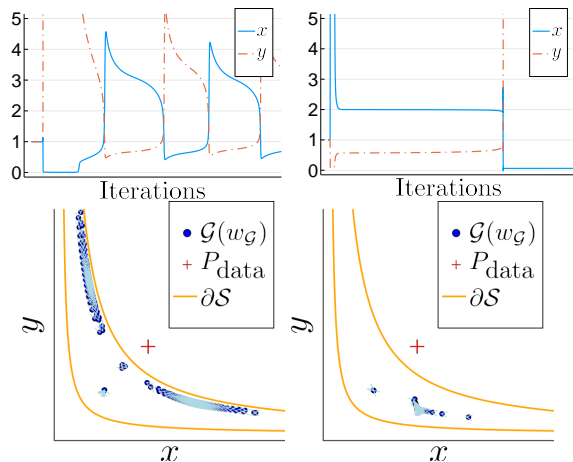 5
4
3
2
1
0
x
y
Iterations
5
4
3
2
1
0
x
y
Iterations
𝒢(w_𝒢)
P_data
∂𝒮
y
x
𝒢(w_𝒢)
P_data
∂𝒮
y
x